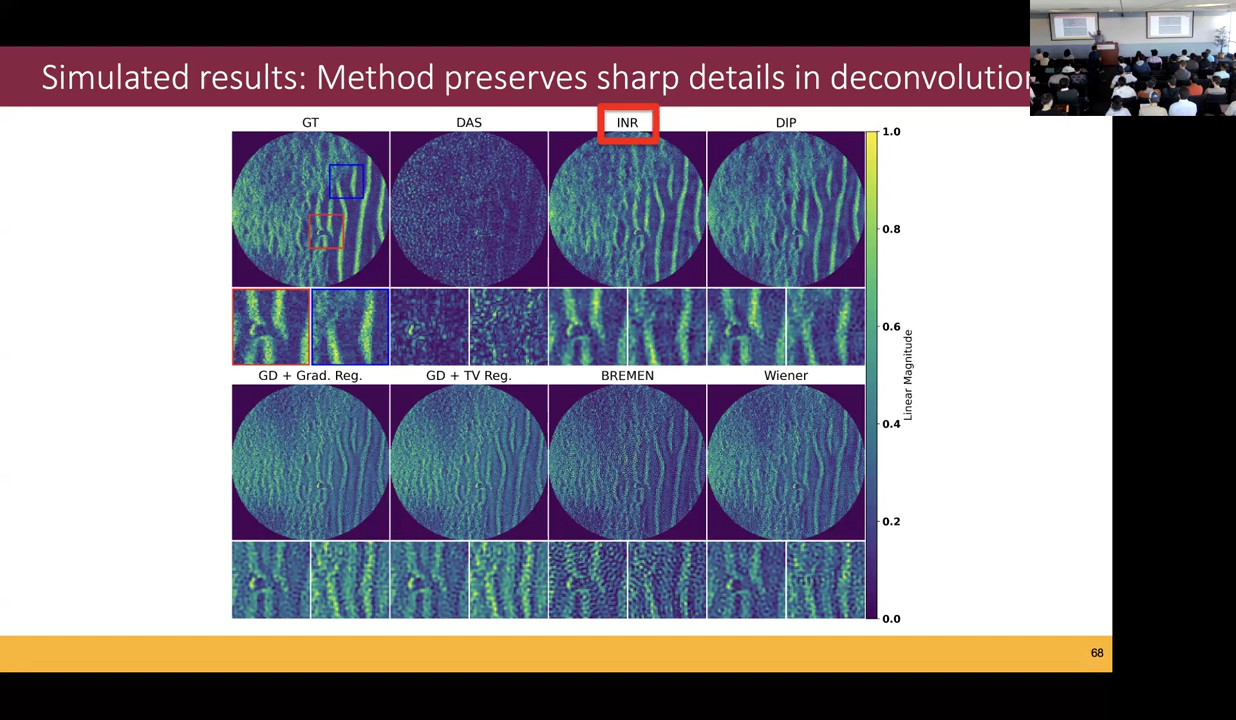 Simulated results: Method preserves sharp details in deconvolution
GT
DAS
INR
DIP
GD + Grad. Reg.
GD + TV Reg.
BREMEN
Wiener
1.0
0.8
0.6
0.4
0.2
0.0
Linear Magnitude
68